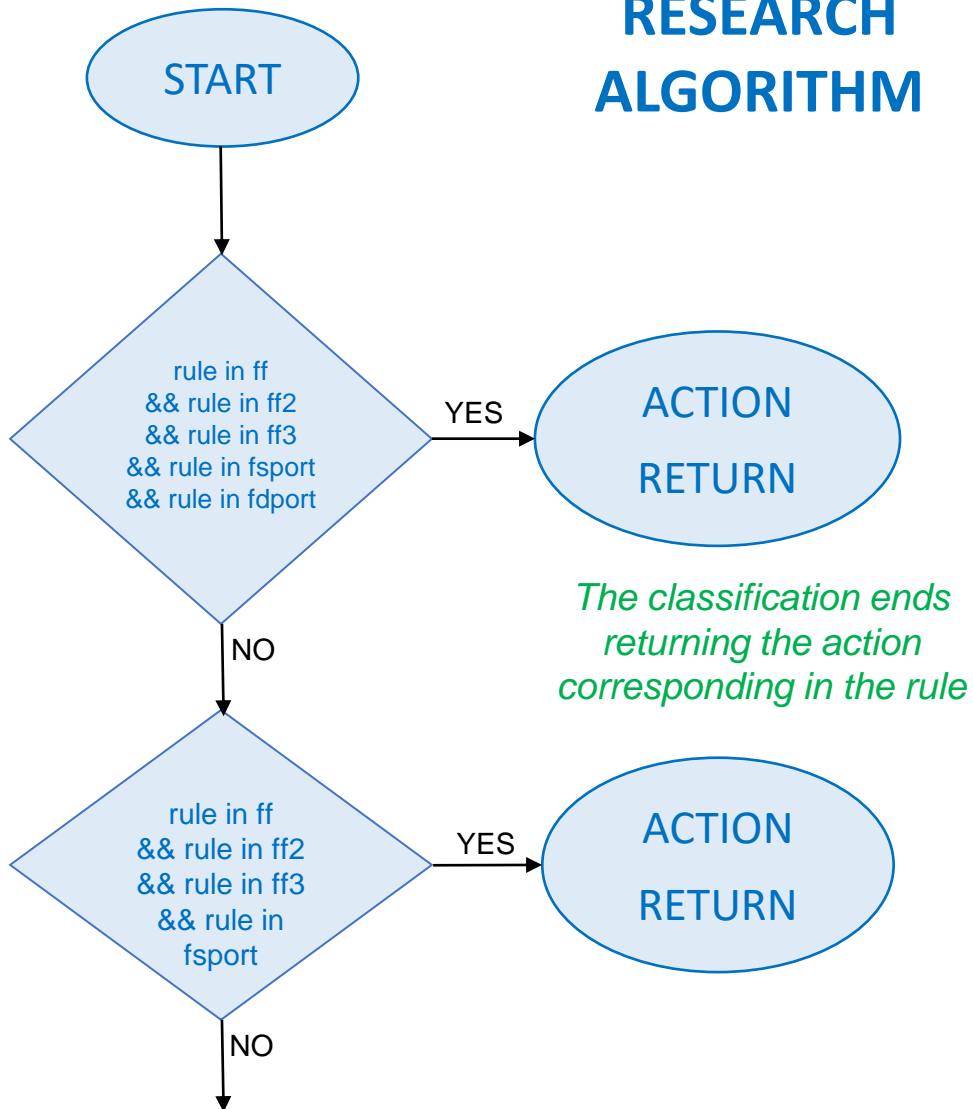 RESEARCH
ALGORITHM
START
rule in ff
&& rule in ff2
&& rule in ff3
&& rule in fsport
&& rule in fdport
YES
ACTION
RETURN
The classification ends
returning the action
corresponding in the rule
NO
rule in ff
&& rule in ff2
&& rule in ff3
&& rule in
fsport
YES
ACTION
RETURN
NO